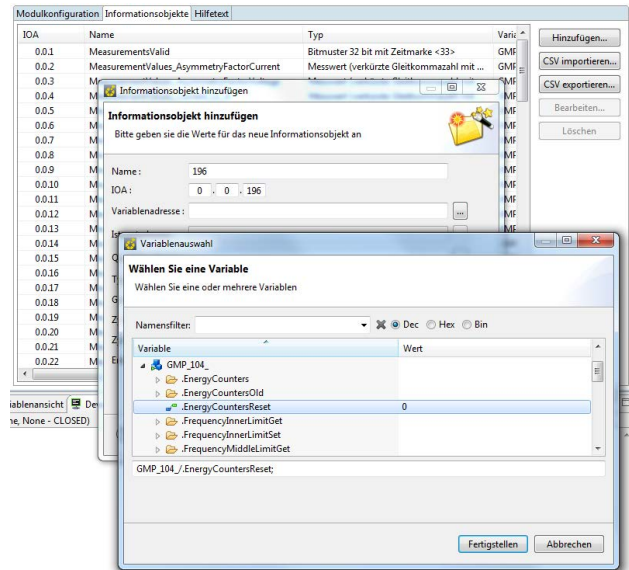 Modulkonfiguration Informationsobjekte Hilfetext
IOA Name Typ
0.0.1 MeasurementsValid Bitmuster 32 bit mit Zeitmarke <33>
0.0.2 MeasurementValues_AsymmetryFactorCurrent Messwert (verkürzte Gleitkommazahl mit ...
0.0.3
0.0.4
0.0.5
0.0.6
0.0.7
0.0.8
0.0.9
0.0.10
0.0.11
0.0.12
0.0.13
0.0.14
0.0.15
0.0.16
0.0.17
0.0.18
0.0.19
0.0.20
0.0.21
0.0.22
Hinzufügen...
CSV importieren...
CSV exportieren...
Bearbeiten...
Löschen
Informationsobjekt hinzufügen
Informationsobjekt hinzufügen
Bitte geben sie die Werte für das neue Informationsobjekt an
Name: 196
IOA: 0 . 0 . 196
Variablenadresse: ...
Variablenauswahl
Wählen Sie eine Variable
Wählen Sie eine oder mehrere Variablen
Namensfilter: Dec Hex Bin
Variable Wert
GMP_104_
.EnergyCounters
.EnergyCountersOld
.EnergyCountersReset 0
.FrequencyInnerLimitGet
.FrequencyInnerLimitSet
.FrequencyMiddleLimitGet
GMP_104_/.EnergyCountersReset;
Fertigstellen Abbrechen
ne, None - CLOSED)